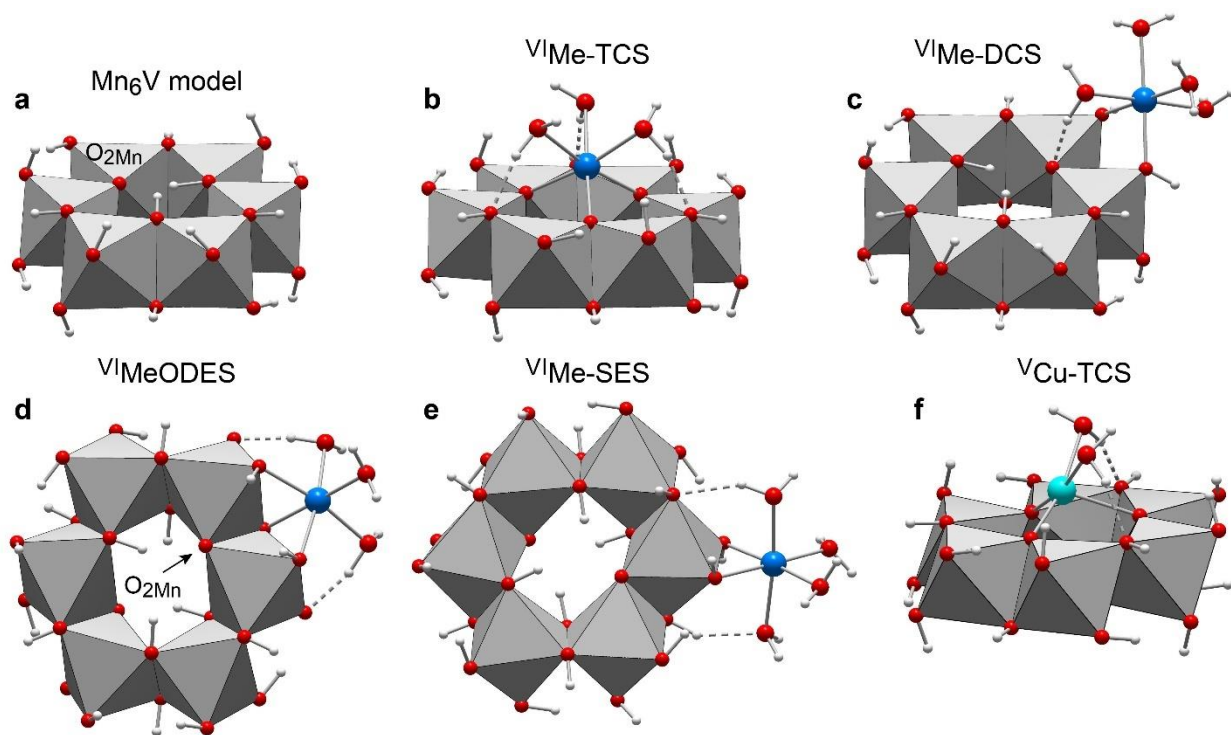 a
Mn₆V model
O₂Mn
b
ⱽᴵMe-TCS
c
ⱽᴵMe-DCS
d
ⱽᴵMeODES
O₂Mn
e
ⱽᴵMe-SES
f
ⱽCu-TCS